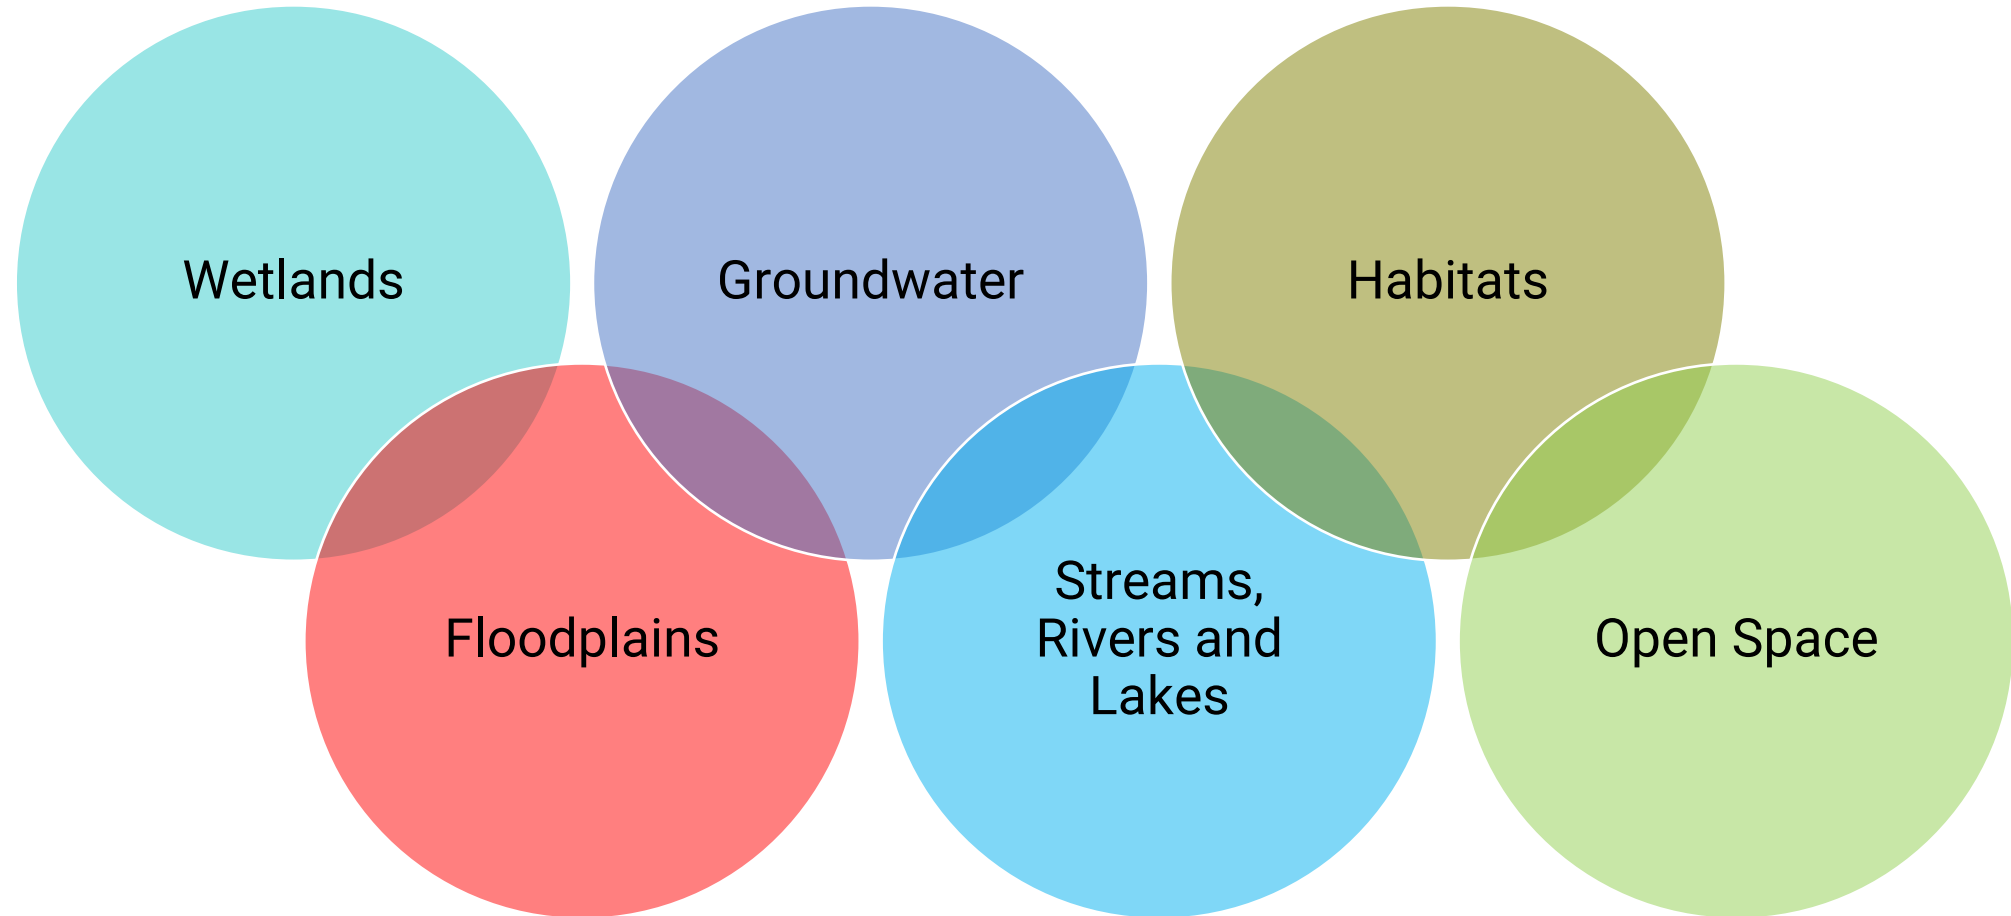 Wetlands
Groundwater
Habitats
Floodplains
Streams,
Rivers and
Lakes
Open Space